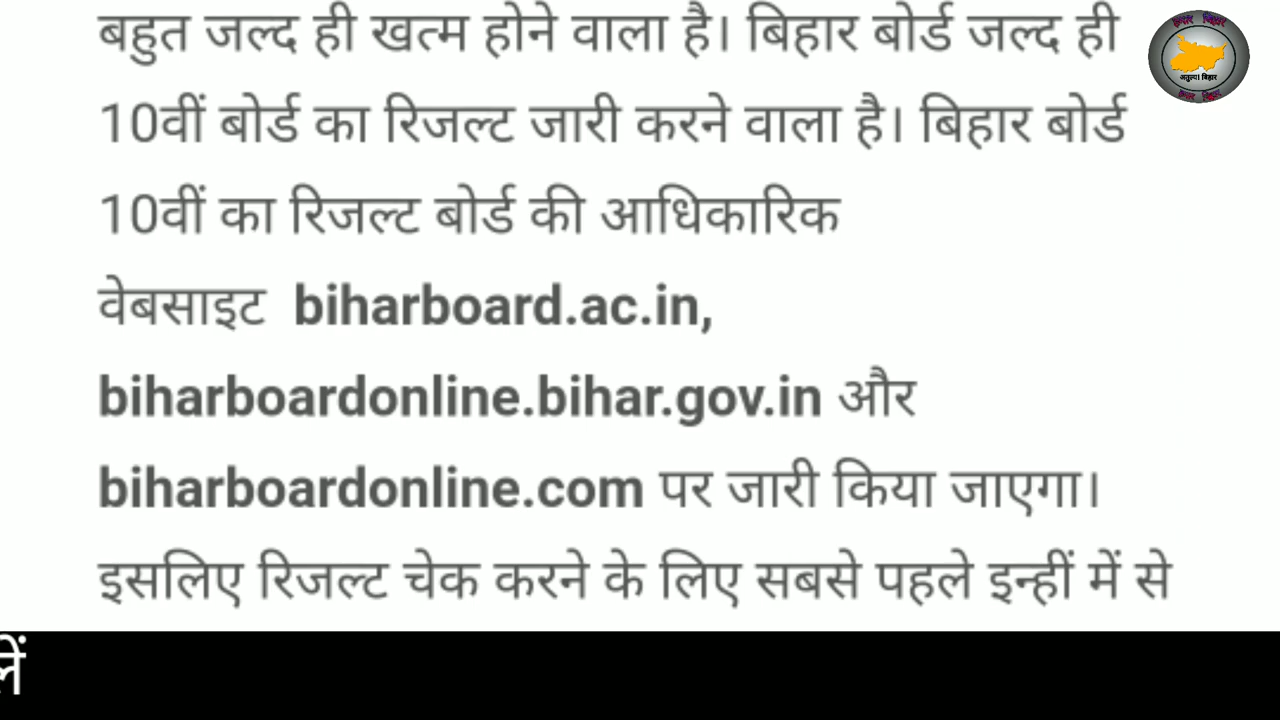 बहुत जल्द ही खत्म होने वाला है। बिहार बोर्ड जल्द ही
10वीं बोर्ड का रिजल्ट जारी करने वाला है। बिहार बोर्ड
10वीं का रिजल्ट बोर्ड की आधिकारिक
वेबसाइट biharboard.ac.in,
biharboardonline.bihar.gov.in और
biharboardonline.com पर जारी किया जाएगा।
इसलिए रिजल्ट चेक करने के लिए सबसे पहले इन्हीं में से